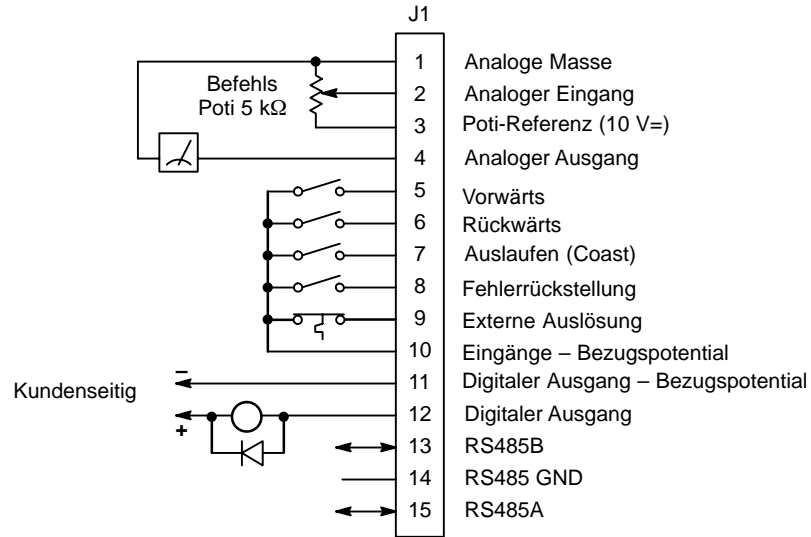 J1
1 Analoge Masse
Befehls
Poti 5 kΩ
2 Analoger Eingang
3 Poti-Referenz (10 V=)
4 Analoger Ausgang
5 Vorwärts
6 Rückwärts
7 Auslaufen (Coast)
8 Fehlerrückstellung
9 Externe Auslösung
10 Eingänge – Bezugspotential
Kundenseitig
– 11 Digitaler Ausgang – Bezugspotential
+ 12 Digitaler Ausgang
13 RS485B
14 RS485 GND
15 RS485A